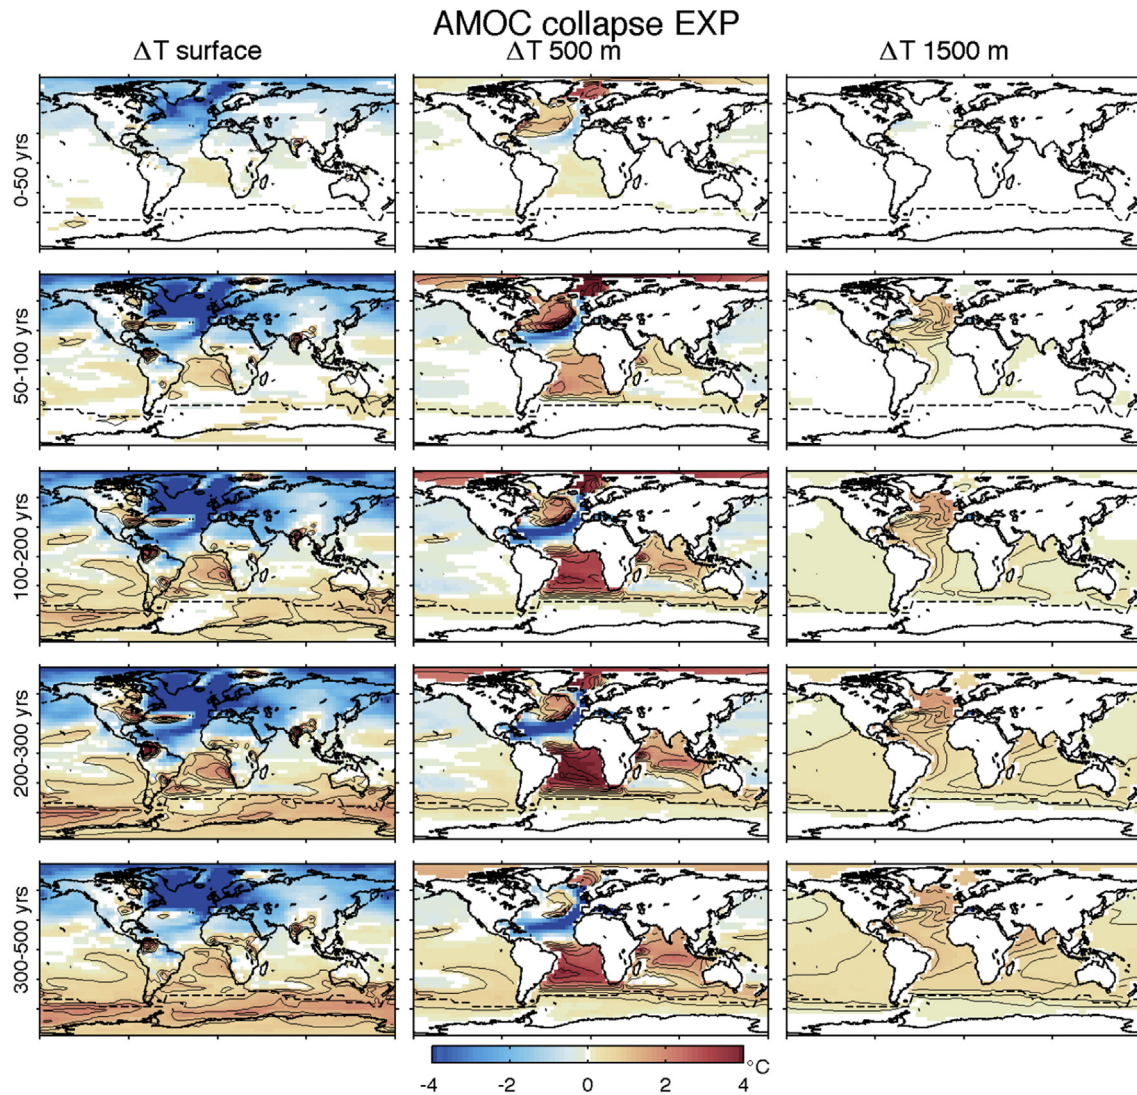 AMOC collapse EXP
ΔT surface
ΔT 500 m
ΔT 1500 m
0-50 yrs
50-100 yrs
100-200 yrs
200-300 yrs
300-500 yrs
-4 -2 0 2 4 °C